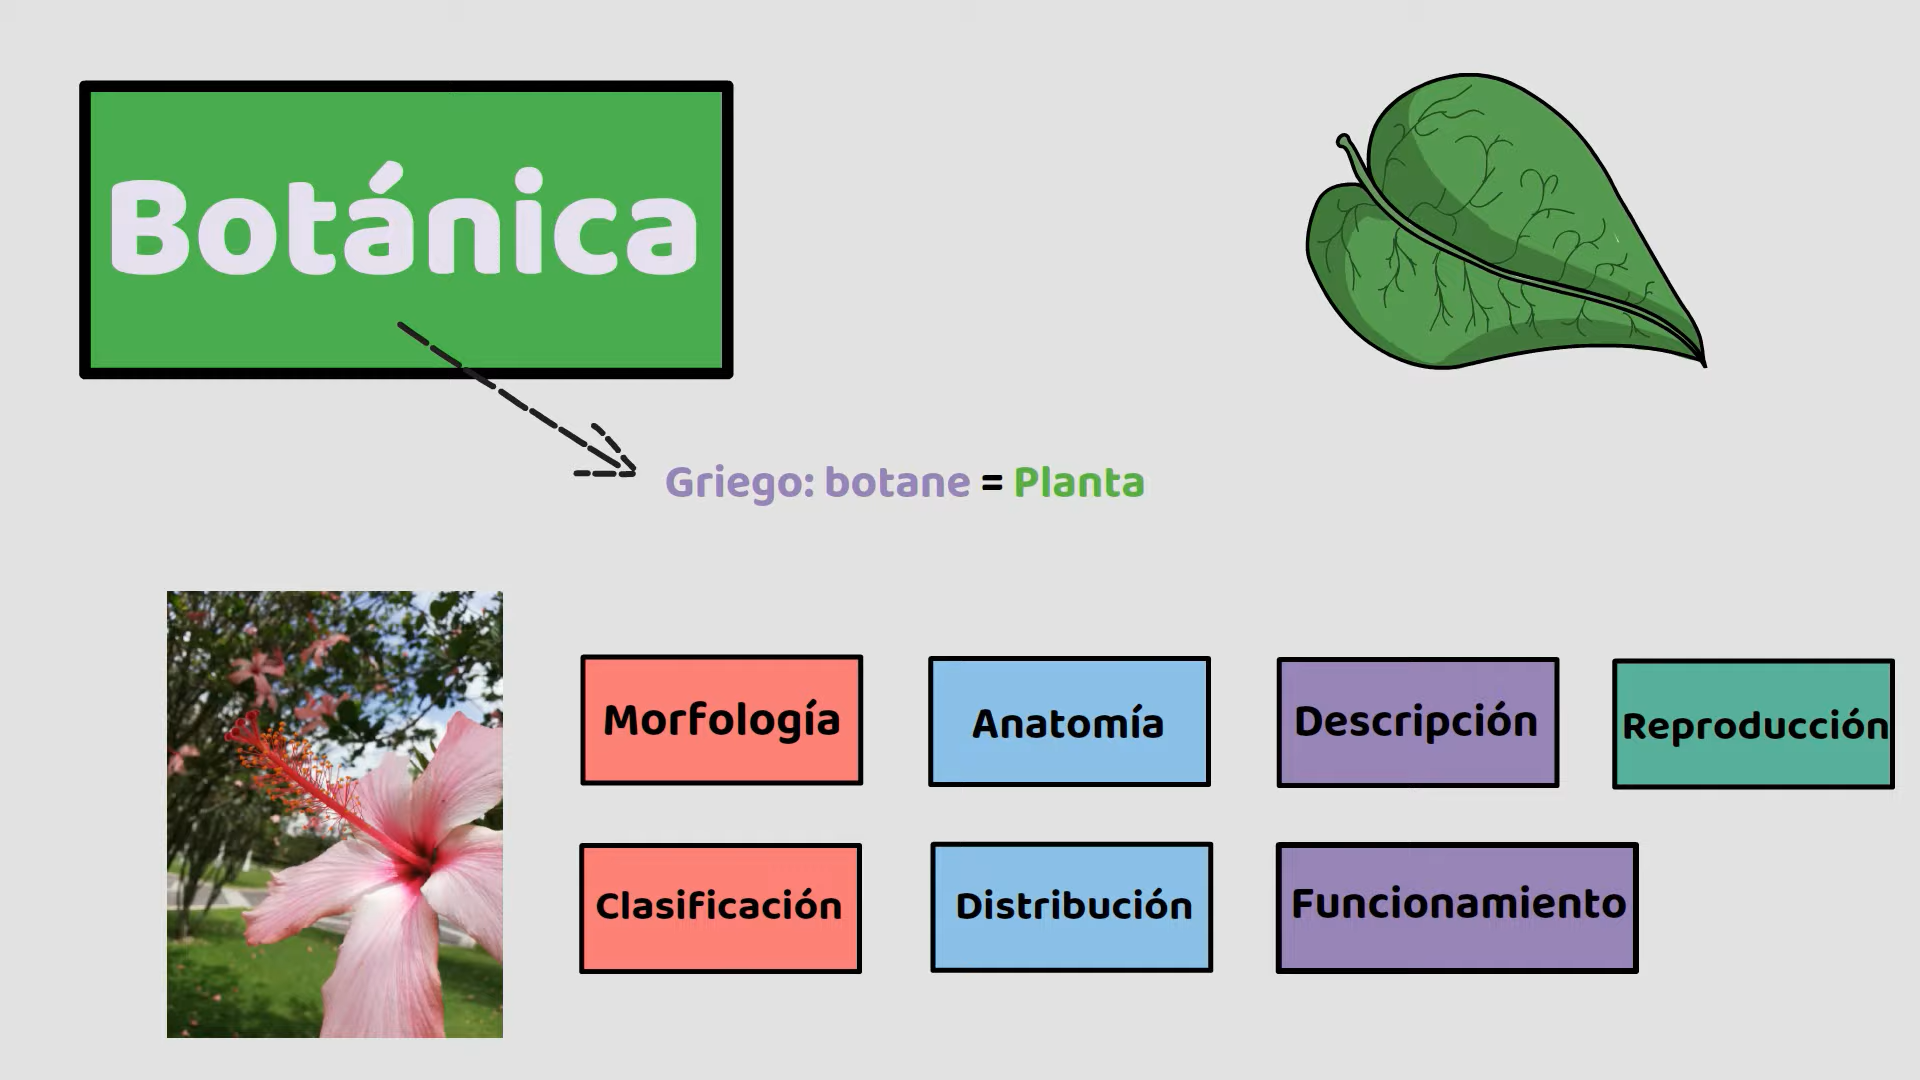 Botánica
Griego: botane = Planta
Morfología
Anatomía
Descripción
Reproducción
Clasificación
Distribución
Funcionamiento